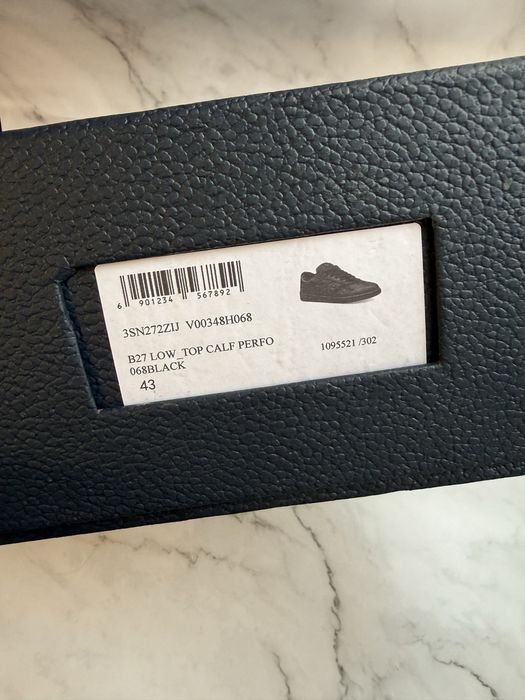 6 901234 567892
3SN272ZIJ V00348H068
B27 LOW_TOP CALF PERFO
068BLACK
43
1095521 /302